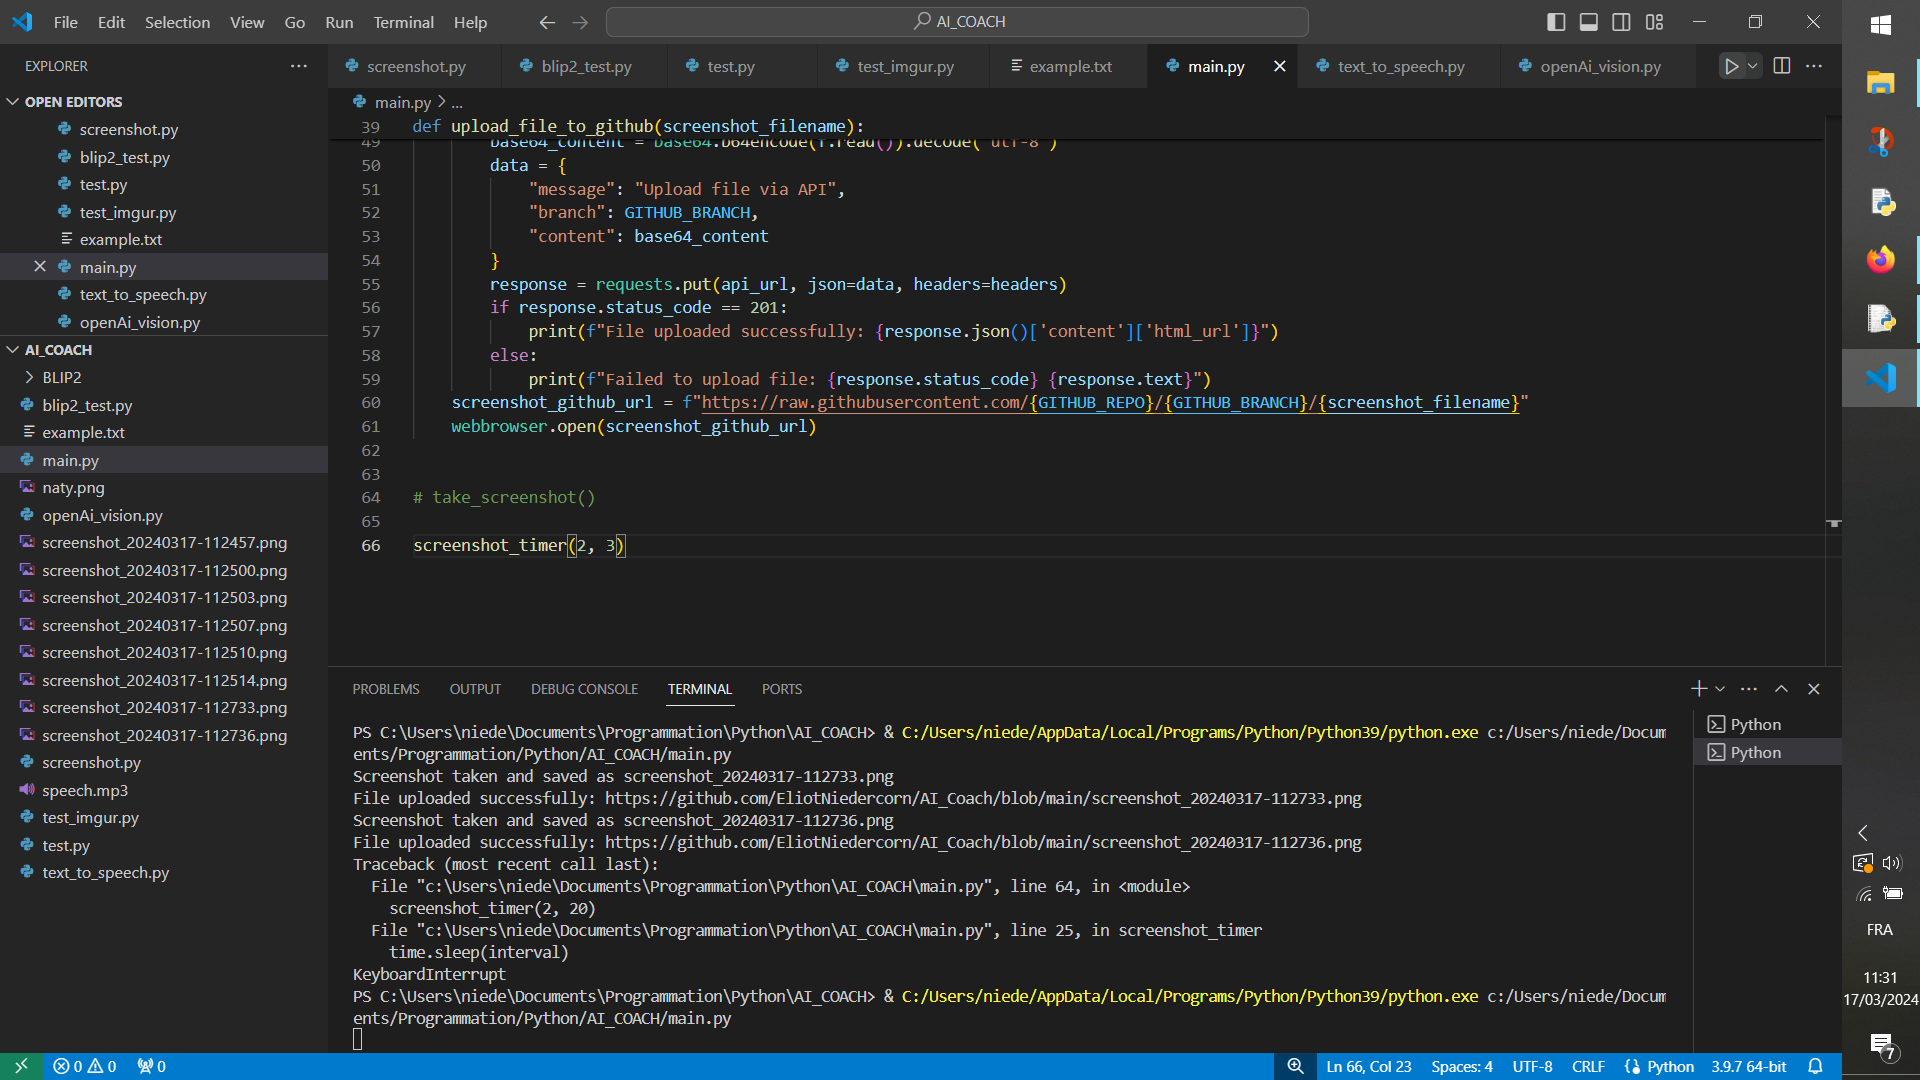 File Edit Selection View Go Run Terminal Help
AI_COACH
EXPLORER
OPEN EDITORS
screenshot.py
blip2_test.py
test.py
test_imgur.py
example.txt
main.py
text_to_speech.py
openAi_vision.py
AI_COACH
BLIP2
blip2_test.py
example.txt
main.py
naty.png
openAi_vision.py
screenshot_20240317-112457.png
screenshot_20240317-112500.png
screenshot_20240317-112503.png
screenshot_20240317-112507.png
screenshot_20240317-112510.png
screenshot_20240317-112514.png
screenshot_20240317-112733.png
screenshot_20240317-112736.png
screenshot.py
speech.mp3
test_imgur.py
test.py
text_to_speech.py
screenshot.py blip2_test.py test.py test_imgur.py example.txt main.py text_to_speech.py openAi_vision.py
main.py > ...
39 def upload_file_to_github(screenshot_filename):
49 base64_content = base64.b64encode(f.read()).decode('utf-8')
50 data = {
51 "message": "Upload file via API",
52 "branch": GITHUB_BRANCH,
53 "content": base64_content
54 }
55 response = requests.put(api_url, json=data, headers=headers)
56 if response.status_code == 201:
57 print(f"File uploaded successfully: {response.json()['content']['html_url']}")
58 else:
59 print(f"Failed to upload file: {response.status_code} {response.text}")
60 screenshot_github_url = f"https://raw.githubusercontent.com/{GITHUB_REPO}/{GITHUB_BRANCH}/{screenshot_filename}"
61 webbrowser.open(screenshot_github_url)
62
63
64 # take_screenshot()
65
66 screenshot_timer(2, 3)
PROBLEMS OUTPUT DEBUG CONSOLE TERMINAL PORTS
PS C:\Users\niede\Documents\Programmation\Python\AI_COACH> & C:/Users/niede/AppData/Local/Programs/Python/Python39/python.exe c:/Users/niede/Docum
ents/Programmation/Python/AI_COACH/main.py
Screenshot taken and saved as screenshot_20240317-112733.png
File uploaded successfully: https://github.com/EliotNiedercorn/AI_Coach/blob/main/screenshot_20240317-112733.png
Screenshot taken and saved as screenshot_20240317-112736.png
File uploaded successfully: https://github.com/EliotNiedercorn/AI_Coach/blob/main/screenshot_20240317-112736.png
Traceback (most recent call last):
File "c:\Users\niede\Documents\Programmation\Python\AI_COACH\main.py", line 64, in <module>
screenshot_timer(2, 20)
File "c:\Users\niede\Documents\Programmation\Python\AI_COACH\main.py", line 25, in screenshot_timer
time.sleep(interval)
KeyboardInterrupt
PS C:\Users\niede\Documents\Programmation\Python\AI_COACH> & C:/Users/niede/AppData/Local/Programs/Python/Python39/python.exe c:/Users/niede/Docum
ents/Programmation/Python/AI_COACH/main.py
Python
Python
0 0 0
Ln 66, Col 23 Spaces: 4 UTF-8 CRLF Python 3.9.7 64-bit
FRA
11:31
17/03/2024
7